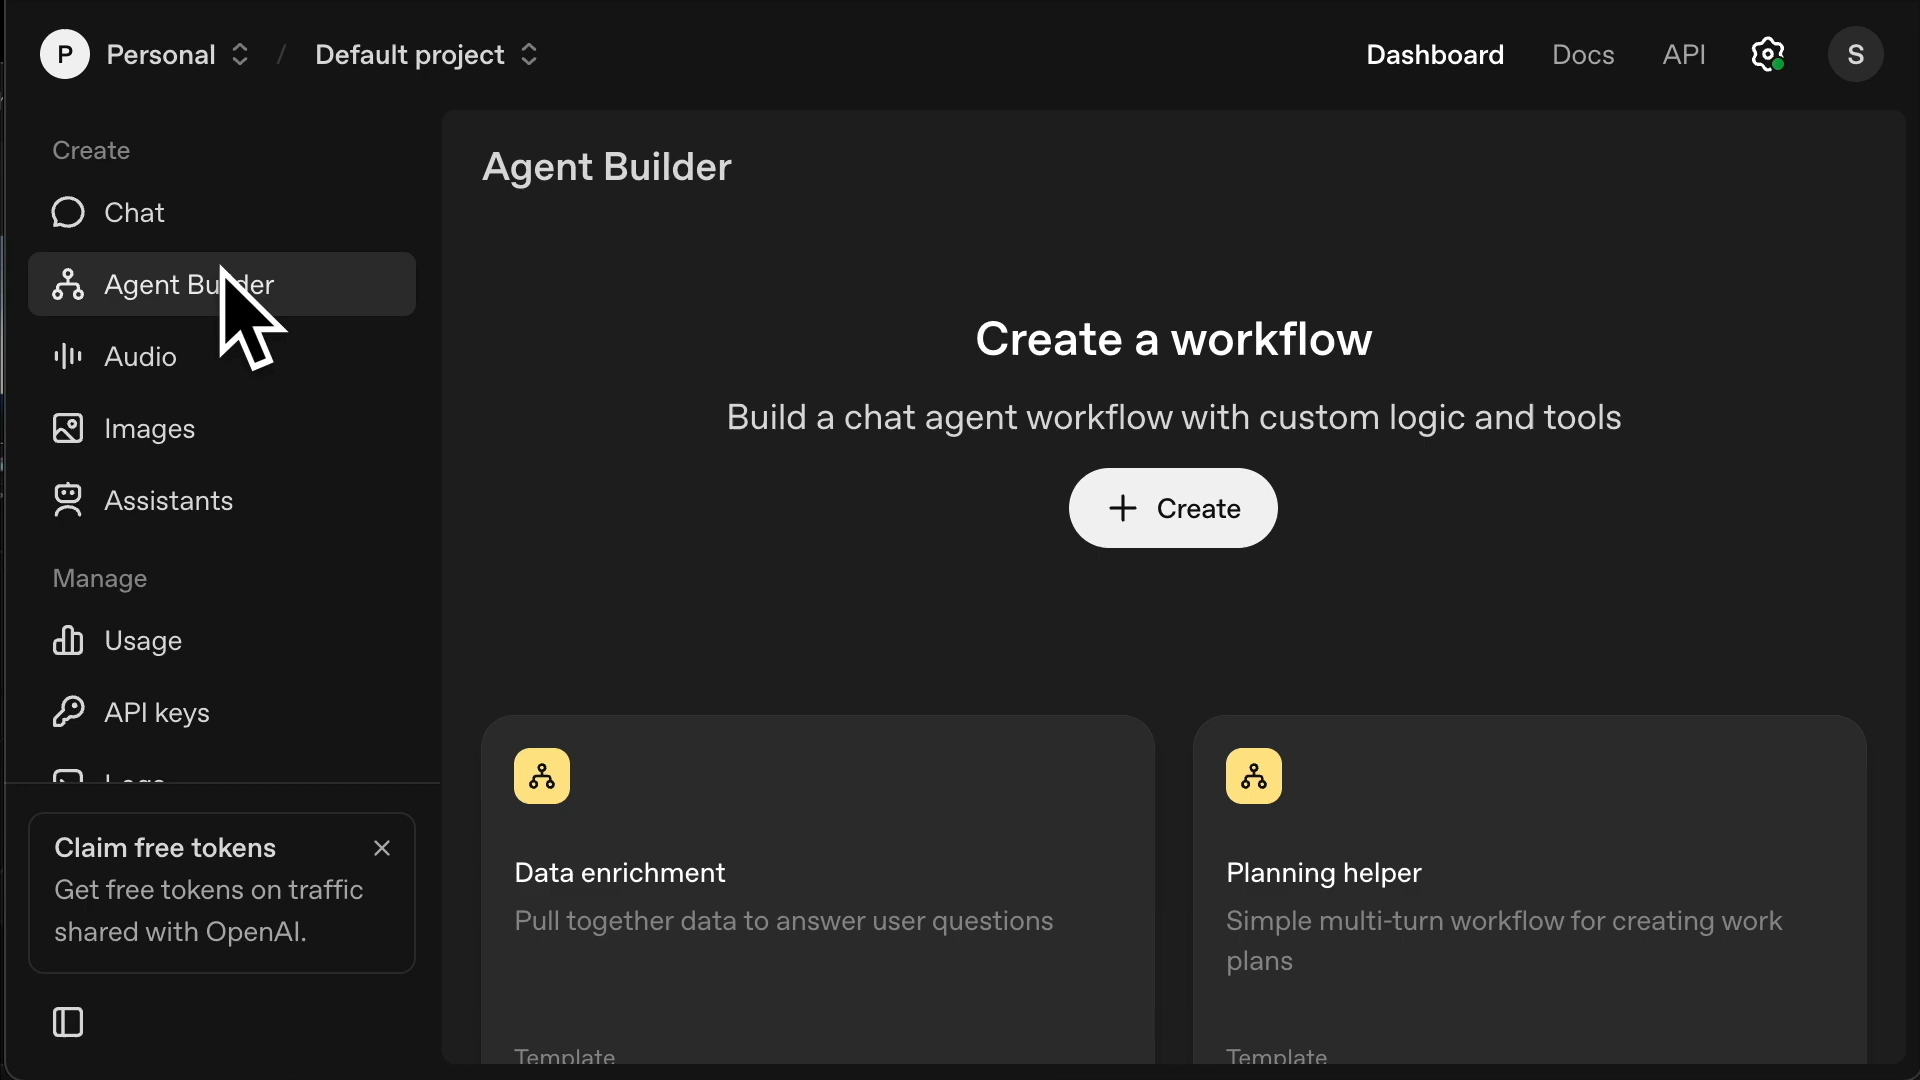 P Personal / Default project
Dashboard Docs API S
Create
Chat
Agent Builder
Audio
Images
Assistants
Manage
Usage
API keys
Logs
Claim free tokens
Get free tokens on traffic
shared with OpenAI.
Agent Builder
Create a workflow
Build a chat agent workflow with custom logic and tools
Create
Data enrichment
Pull together data to answer user questions
Template
Planning helper
Simple multi-turn workflow for creating work
plans
Template